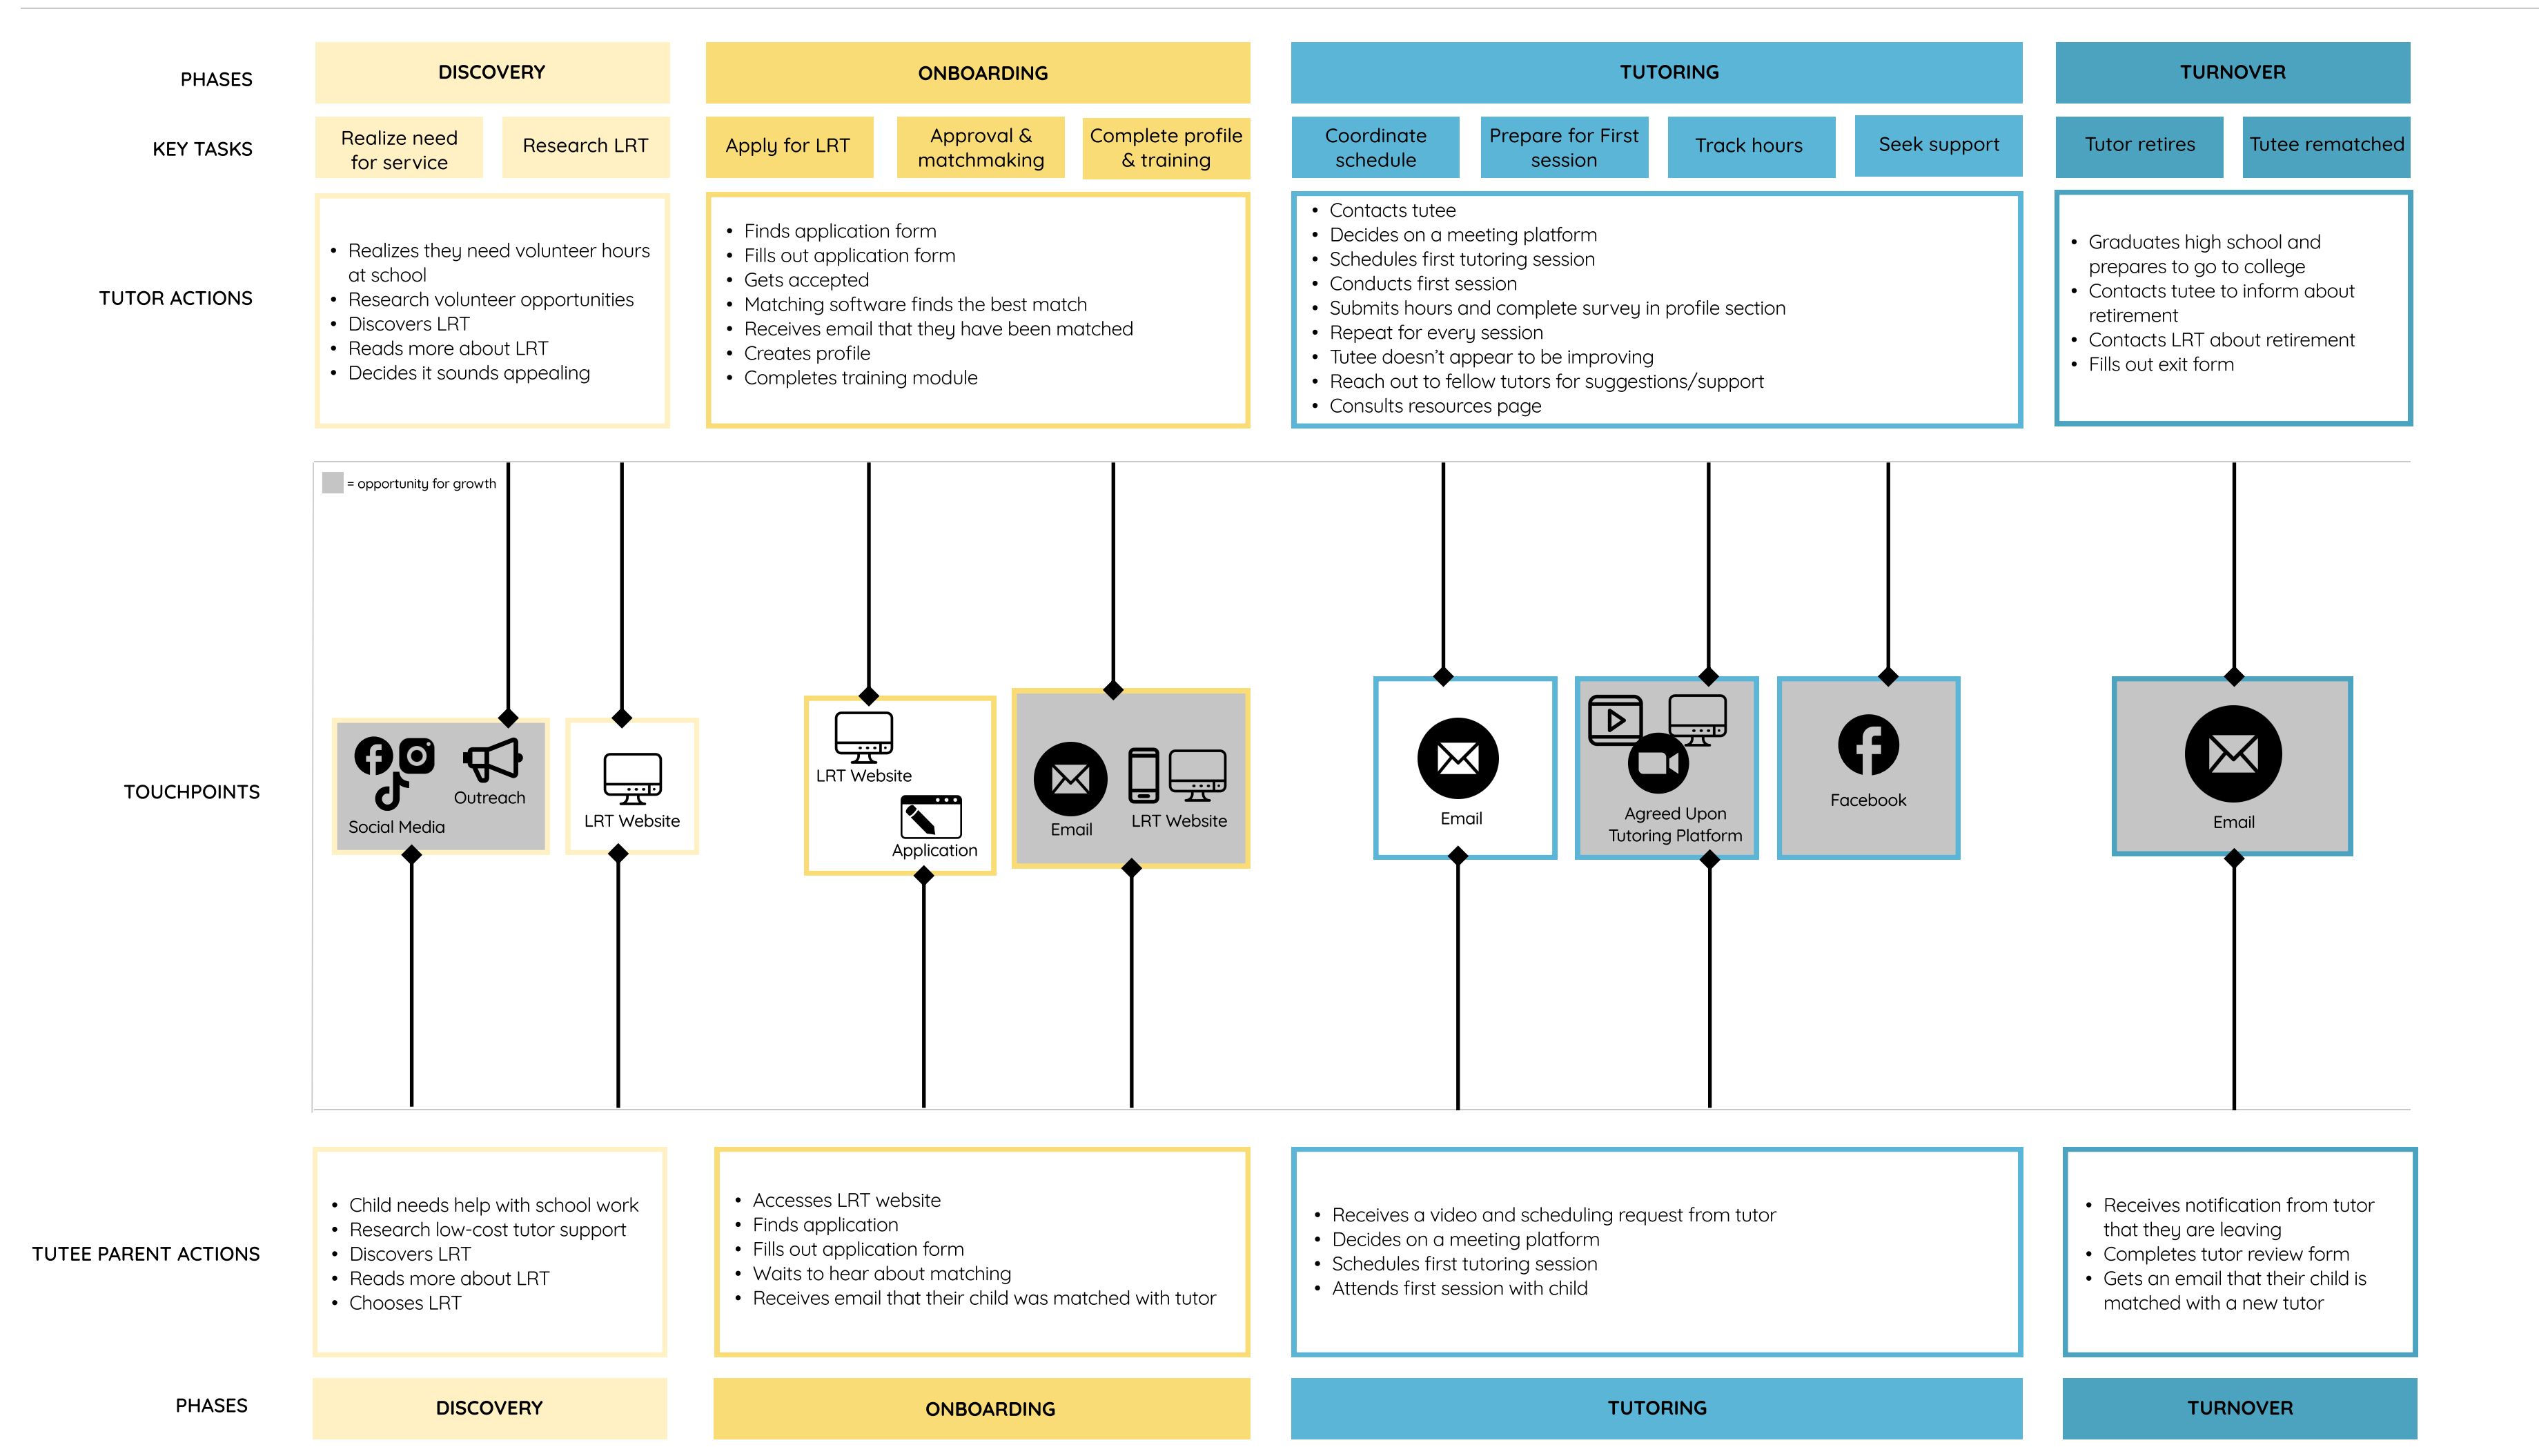 PHASES
DISCOVERY
ONBOARDING
TUTORING
TURNOVER
KEY TASKS
Realize need
for service
Research LRT
Apply for LRT
Approval &
matchmaking
Complete profile
& training
Coordinate
schedule
Prepare for First
session
Track hours
Seek support
Tutor retires
Tutee rematched
TUTOR ACTIONS
• Realizes they need volunteer hours
at school
• Research volunteer opportunities
• Discovers LRT
• Reads more about LRT
• Decides it sounds appealing
• Finds application form
• Fills out application form
• Gets accepted
• Matching software finds the best match
• Receives email that they have been matched
• Creates profile
• Completes training module
• Contacts tutee
• Decides on a meeting platform
• Schedules first tutoring session
• Conducts first session
• Submits hours and complete survey in profile section
• Repeat for every session
• Tutee doesn't appear to be improving
• Reach out to fellow tutors for suggestions/support
• Consults resources page
• Graduates high school and
prepares to go to college
• Contacts tutee to inform about
retirement
• Contacts LRT about retirement
• Fills out exit form
= opportunity for growth
TOUCHPOINTS
Social Media
Outreach
LRT Website
LRT Website
Application
Email
LRT Website
Email
Agreed Upon
Tutoring Platform
Facebook
Email
TUTEE PARENT ACTIONS
• Child needs help with school work
• Research low-cost tutor support
• Discovers LRT
• Reads more about LRT
• Chooses LRT
• Accesses LRT website
• Finds application
• Fills out application form
• Waits to hear about matching
• Receives email that their child was matched with tutor
• Receives a video and scheduling request from tutor
• Decides on a meeting platform
• Schedules first tutoring session
• Attends first session with child
• Receives notification from tutor
that they are leaving
• Completes tutor review form
• Gets an email that their child is
matched with a new tutor
PHASES
DISCOVERY
ONBOARDING
TUTORING
TURNOVER